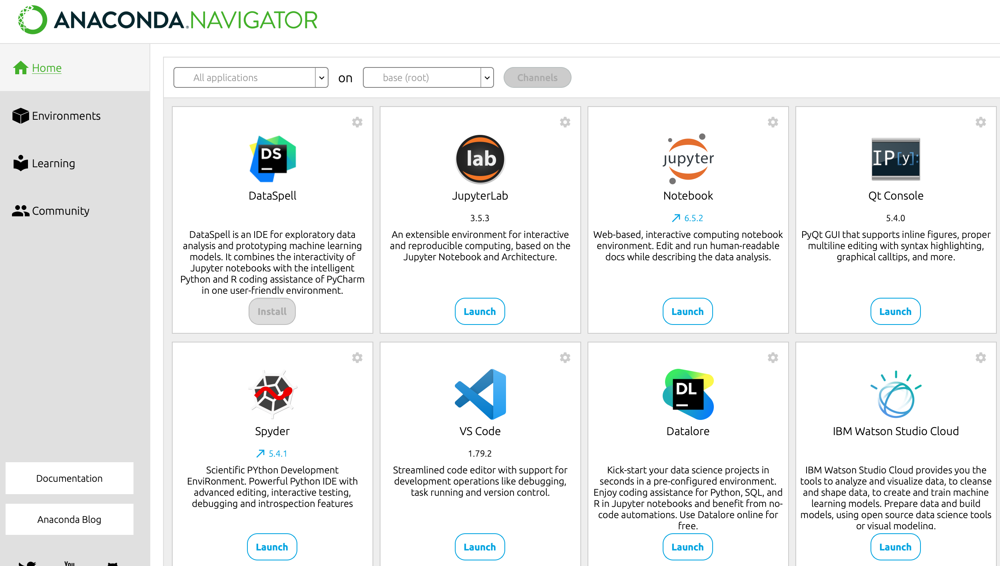 ANACONDA.NAVIGATOR
Home
Environments
Learning
Community
Documentation
Anaconda Blog
You
All applications
on
base (root)
Channels
DS
DataSpell
DataSpell is an IDE for exploratory data
analysis and prototyping machine learning
models. It combines the interactivity of
Jupyter notebooks with the intelligent
Python and R coding assistance of PyCharm
in one user-friendly environment.
Install
lab
JupyterLab
3.5.3
An extensible environment for interactive
and reproducible computing, based on the
Jupyter Notebook and Architecture.
Launch
jupyter
Notebook
6.5.2
Web-based, interactive computing notebook
environment. Edit and run human-readable
docs while describing the data analysis.
Launch
IP[y]:
Qt Console
5.4.0
PyQt GUI that supports inline figures, proper
multiline editing with syntax highlighting,
graphical calltips, and more.
Launch
Spyder
5.4.1
Scientific PYthon Development
EnviRonment. Powerful Python IDE with
advanced editing, interactive testing,
debugging and introspection features
Launch
VS Code
1.79.2
Streamlined code editor with support for
development operations like debugging,
task running and version control.
Launch
DL
Datalore
Kick-start your data science projects in
seconds in a pre-configured environment.
Enjoy coding assistance for Python, SQL, and
R in Jupyter notebooks and benefit from no-
code automations. Use Datalore online for
free.
Launch
IBM Watson Studio Cloud
IBM Watson Studio Cloud provides you the
tools to analyze and visualize data, to cleanse
and shape data, to create and train machine
learning models. Prepare data and build
models, using open source data science tools
or visual modeling.
Launch